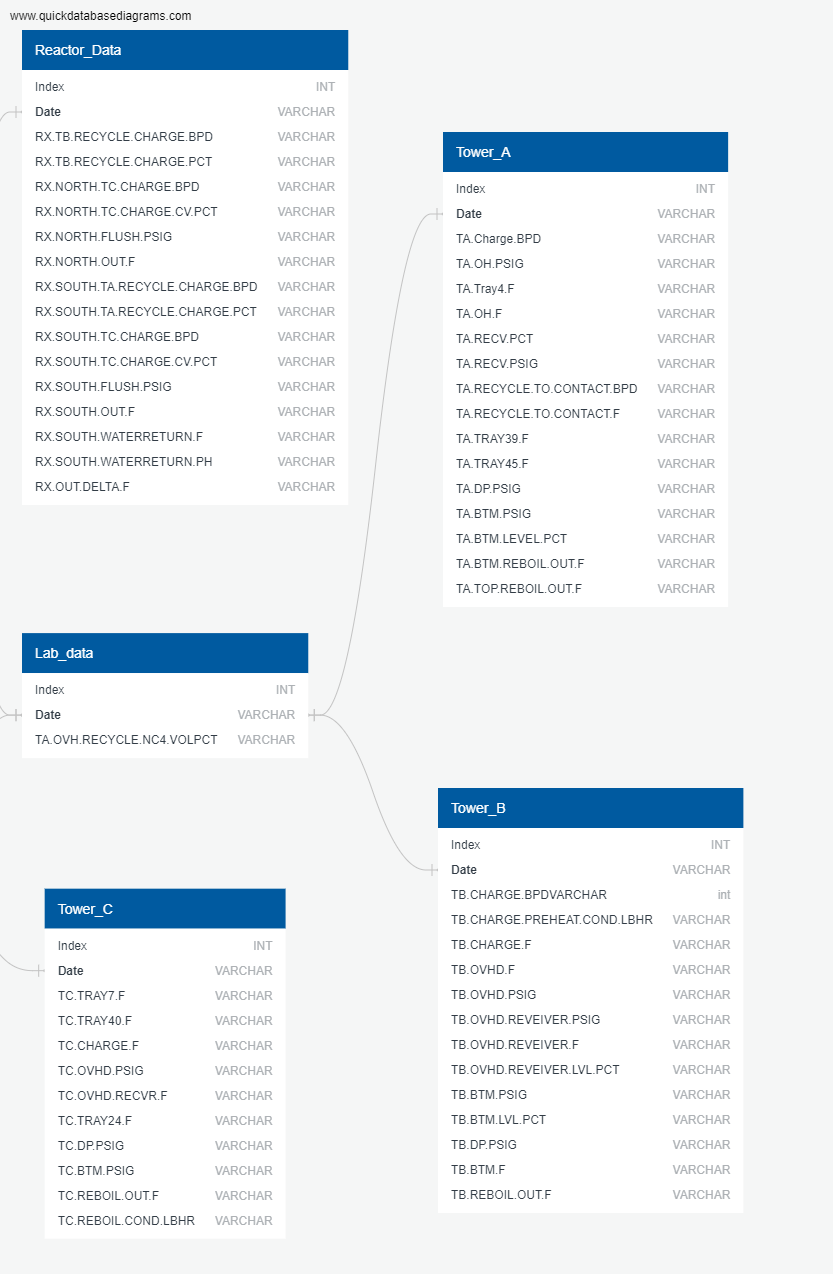 www.quickdatabasediagrams.com
Reactor_Data
Index INT
Date VARCHAR
RX.TB.RECYCLE.CHARGE.BPD VARCHAR
RX.TB.RECYCLE.CHARGE.PCT VARCHAR
RX.NORTH.TC.CHARGE.BPD VARCHAR
RX.NORTH.TC.CHARGE.CV.PCT VARCHAR
RX.NORTH.FLUSH.PSIG VARCHAR
RX.NORTH.OUT.F VARCHAR
RX.SOUTH.TA.RECYCLE.CHARGE.BPD VARCHAR
RX.SOUTH.TA.RECYCLE.CHARGE.PCT VARCHAR
RX.SOUTH.TC.CHARGE.BPD VARCHAR
RX.SOUTH.TC.CHARGE.CV.PCT VARCHAR
RX.SOUTH.FLUSH.PSIG VARCHAR
RX.SOUTH.OUT.F VARCHAR
RX.SOUTH.WATERRETURN.F VARCHAR
RX.SOUTH.WATERRETURN.PH VARCHAR
RX.OUT.DELTA.F VARCHAR
Tower_A
Index INT
Date VARCHAR
TA.Charge.BPD VARCHAR
TA.OH.PSIG VARCHAR
TA.Tray4.F VARCHAR
TA.OH.F VARCHAR
TA.RECV.PCT VARCHAR
TA.RECV.PSIG VARCHAR
TA.RECYCLE.TO.CONTACT.BPD VARCHAR
TA.RECYCLE.TO.CONTACT.F VARCHAR
TA.TRAY39.F VARCHAR
TA.TRAY45.F VARCHAR
TA.DP.PSIG VARCHAR
TA.BTM.PSIG VARCHAR
TA.BTM.LEVEL.PCT VARCHAR
TA.BTM.REBOIL.OUT.F VARCHAR
TA.TOP.REBOIL.OUT.F VARCHAR
Lab_data
Index INT
Date VARCHAR
TA.OVH.RECYCLE.NC4.VOLPCT VARCHAR
Tower_B
Index INT
Date VARCHAR
TB.CHARGE.BPDVARCHAR int
TB.CHARGE.PREHEAT.COND.LBHR VARCHAR
TB.CHARGE.F VARCHAR
TB.OVHD.F VARCHAR
TB.OVHD.PSIG VARCHAR
TB.OVHD.REVEIVER.PSIG VARCHAR
TB.OVHD.REVEIVER.F VARCHAR
TB.OVHD.REVEIVER.LVL.PCT VARCHAR
TB.BTM.PSIG VARCHAR
TB.BTM.LVL.PCT VARCHAR
TB.DP.PSIG VARCHAR
TB.BTM.F VARCHAR
TB.REBOIL.OUT.F VARCHAR
Tower_C
Index INT
Date VARCHAR
TC.TRAY7.F VARCHAR
TC.TRAY40.F VARCHAR
TC.CHARGE.F VARCHAR
TC.OVHD.PSIG VARCHAR
TC.OVHD.RECVR.F VARCHAR
TC.TRAY24.F VARCHAR
TC.DP.PSIG VARCHAR
TC.BTM.PSIG VARCHAR
TC.REBOIL.OUT.F VARCHAR
TC.REBOIL.COND.LBHR VARCHAR